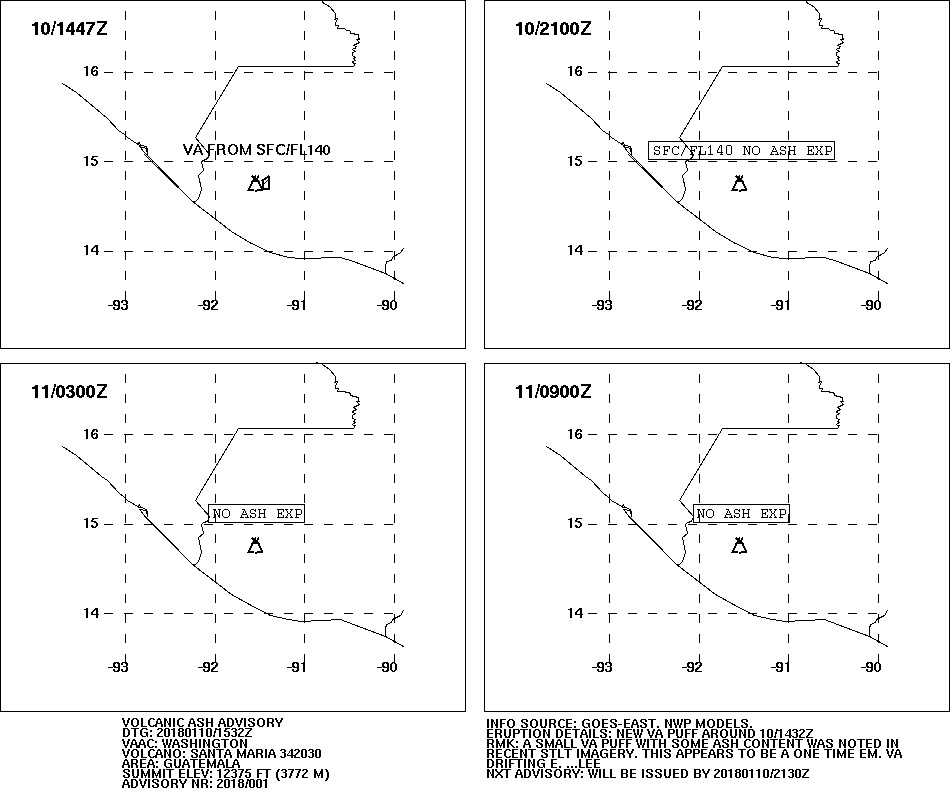 10/1447Z
16
VA FROM SFC/FL140
15
14
-93 -92 -91 -90
10/2100Z
16
SFC/FL140 NO ASH EXP
15
14
-93 -92 -91 -90
11/0300Z
16
NO ASH EXP
15
14
-93 -92 -91 -90
11/0900Z
16
NO ASH EXP
15
14
-93 -92 -91 -90
VOLCANIC ASH ADVISORY
DTG: 20180110/1532Z
VAAC: WASHINGTON
VOLCANO: SANTA MARIA 342030
AREA: GUATEMALA
SUMMIT ELEV: 12375 FT (3772 M)
ADVISORY NR: 2018/001
INFO SOURCE: GOES-EAST. NWP MODELS.
ERUPTION DETAILS: NEW VA PUFF AROUND 10/1432Z
RMK: A SMALL VA PUFF WITH SOME ASH CONTENT WAS NOTED IN
RECENT STLT IMAGERY. THIS APPEARS TO BE A ONE TIME EM. VA
DRIFTING E. ...LEE
NXT ADVISORY: WILL BE ISSUED BY 20180110/2130Z